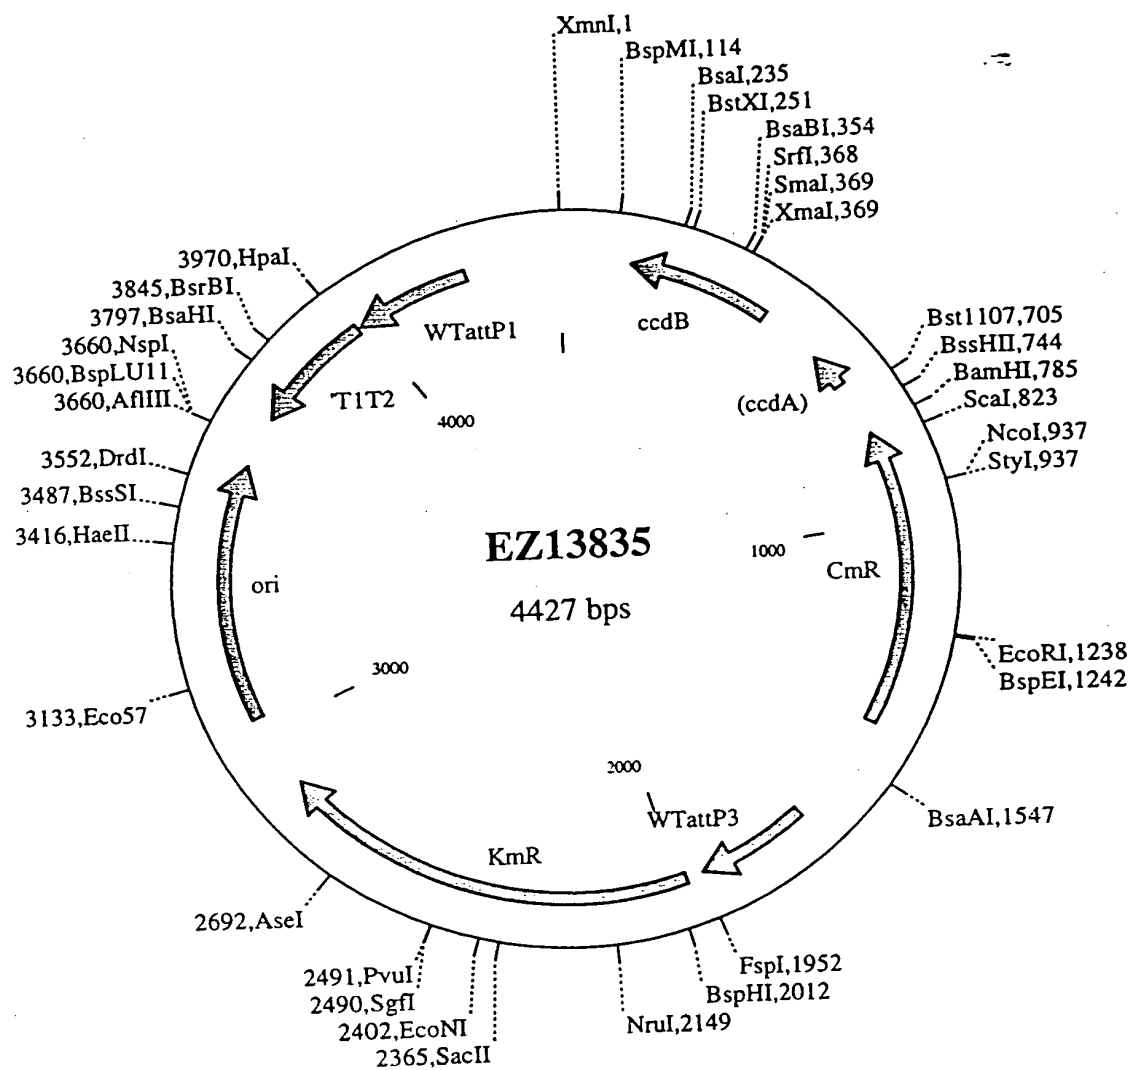 XmnI,1
BspMI,114
BsaI,235
BstXI,251
BsaBI,354
SrfI,368
SmaI,369
XmaI,369
3970,HpaI
3845,BsrBI
3797,BsaHI
3660,NspI
3660,BspLU11
3660,AflIII
WTattP1
ccdB
Bst1107,705
BssHII,744
BamHI,785
ScaI,823
T1T2
(ccdA)
4000
NcoI,937
StyI,937
3552,DrdI
3487,BssSI
3416,HaeII
EZ13835
1000
CmR
ori
4427 bps
EcoRI,1238
BspEI,1242
3000
3133,Eco57
2000
WTattP3
BsaAI,1547
KmR
2692,AseI
2491,PvuI
2490,SgfI
2402,EcoNI
2365,SacII
FspI,1952
BspHI,2012
NruI,2149